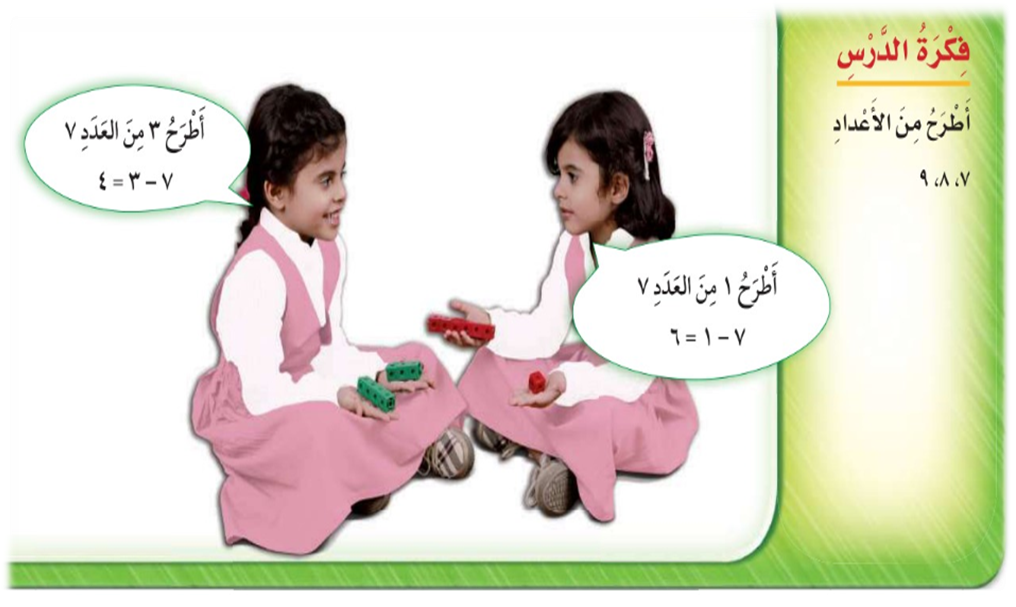 فِكْرَةُ الدَّرْسِ
أَطْرَحُ مِنَ الأَعْدادِ
٧، ٨، ٩
أَطْرَحُ ٣ مِنَ العَدَدِ ٧
٧ – ٣ = ٤
أَطْرَحُ ١ مِنَ العَدَدِ ٧
٧ – ١ = ٦